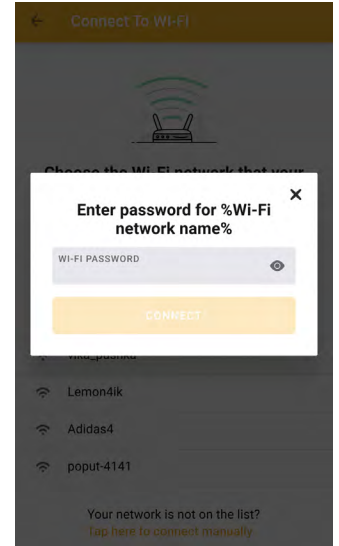 Connect To Wi-Fi
Choose the Wi-Fi network that your
Enter password for %Wi-Fi
network name%
WI-FI PASSWORD
CONNECT
Lemon4ik
Adidas4
poput-4141
Your network is not on the list?
Tap here to connect manually